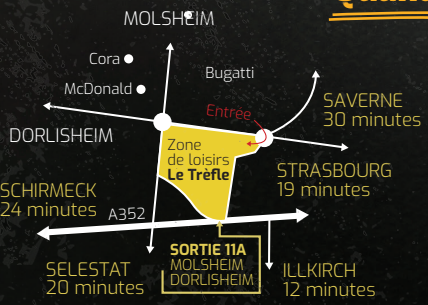 MOLSHEIM
Cora
Bugatti
McDonald
SAVERNE
30 minutes
Entrée
DORLISHEIM
Zone
de loisirs
Le Trèfle
STRASBOURG
19 minutes
SCHIRMECK
24 minutes
A352
SORTIE 11A
MOLSHEIM
DORLISHEIM
SELESTAT
20 minutes
ILLKIRCH
12 minutes